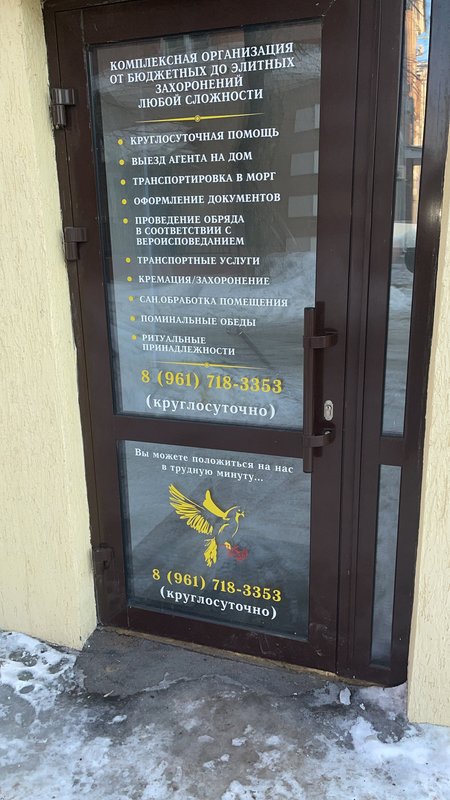 КОМПЛЕКСНАЯ ОРГАНИЗАЦИЯ
ОТ БЮДЖЕТНЫХ ДО ЭЛИТНЫХ
ЗАХОРОНЕНИЙ
ЛЮБОЙ СЛОЖНОСТИ
• КРУГЛОСУТОЧНАЯ ПОМОЩЬ
• ВЫЕЗД АГЕНТА НА ДОМ
• ТРАНСПОРТИРОВКА В МОРГ
• ОФОРМЛЕНИЕ ДОКУМЕНТОВ
• ПРОВЕДЕНИЕ ОБРЯДА
В СООТВЕТСТВИИ С
ВЕРОИСПОВЕДАНИЕМ
• ТРАНСПОРТНЫЕ УСЛУГИ
• КРЕМАЦИЯ/ЗАХОРОНЕНИЕ
• САН.ОБРАБОТКА ПОМЕЩЕНИЯ
• ПОМИНАЛЬНЫЕ ОБЕДЫ
• РИТУАЛЬНЫЕ
ПРИНАДЛЕЖНОСТИ
8 (961) 718-3353
(круглосуточно)
Вы можете положиться на нас
в трудную минуту...
8 (961) 718-3353
(круглосуточно)